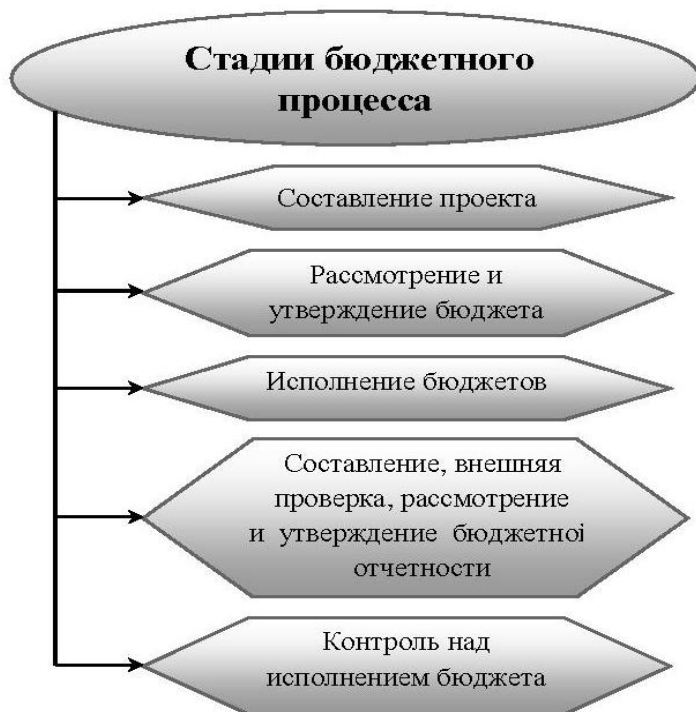 Стадии бюджетного
процесса
Составление проекта
Рассмотрение и
утверждение бюджета
Исполнение бюджетов
Составление, внешняя
проверка, рассмотрение
и утверждение бюджетної
отчетности
Контроль над
исполнением бюджета